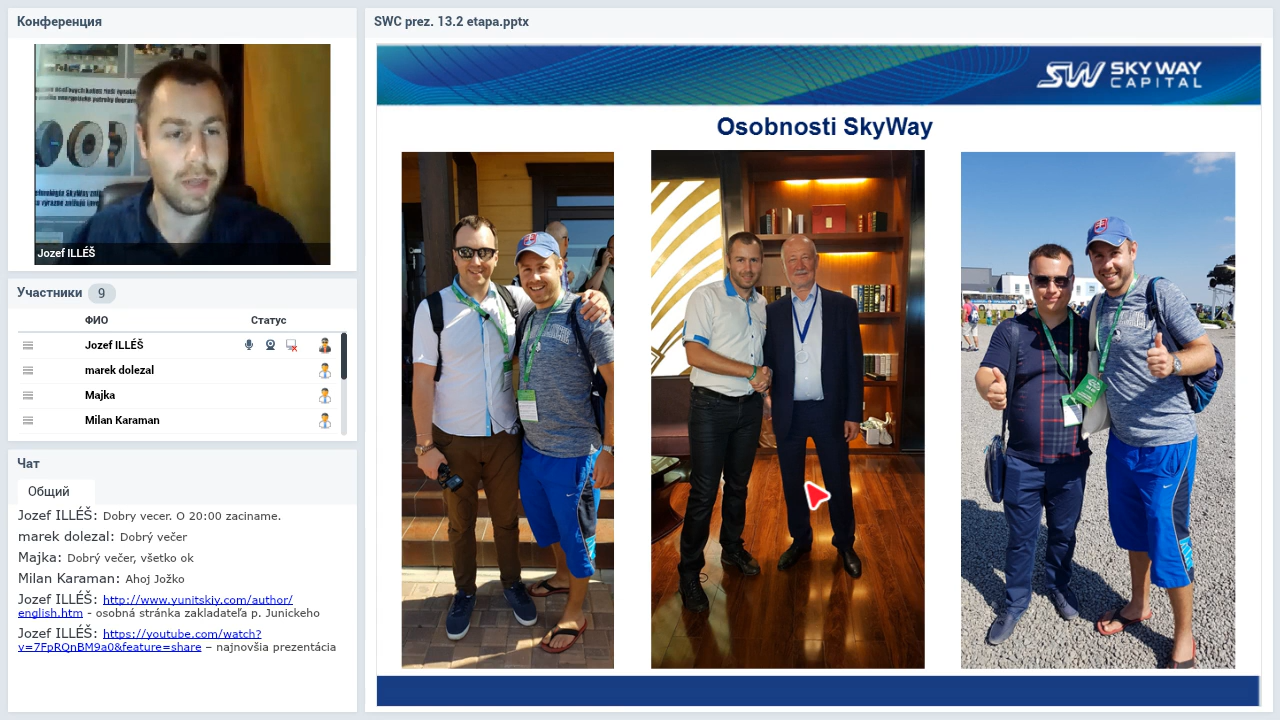 Конференция
Jozef ILLÉŠ
Участники 9
ФИО Статус
Jozef ILLÉŠ
marek dolezal
Majka
Milan Karaman
Чат
Общий
Jozef ILLÉŠ: Dobry vecer. O 20:00 zaciname.
marek dolezal: Dobrý večer
Majka: Dobrý večer, všetko ok
Milan Karaman: Ahoj Jožko
Jozef ILLÉŠ: http://www.yunitskiy.com/author/
english.htm - osobná stránka zakladateľa p. Junickeho
Jozef ILLÉŠ: https://youtube.com/watch?
v=7FpRQnBM9a0&feature=share – najnovšia prezentácia
SWC prez. 13.2 etapa.pptx
SW SKY WAY
CAPITAL
Osobnosti SkyWay